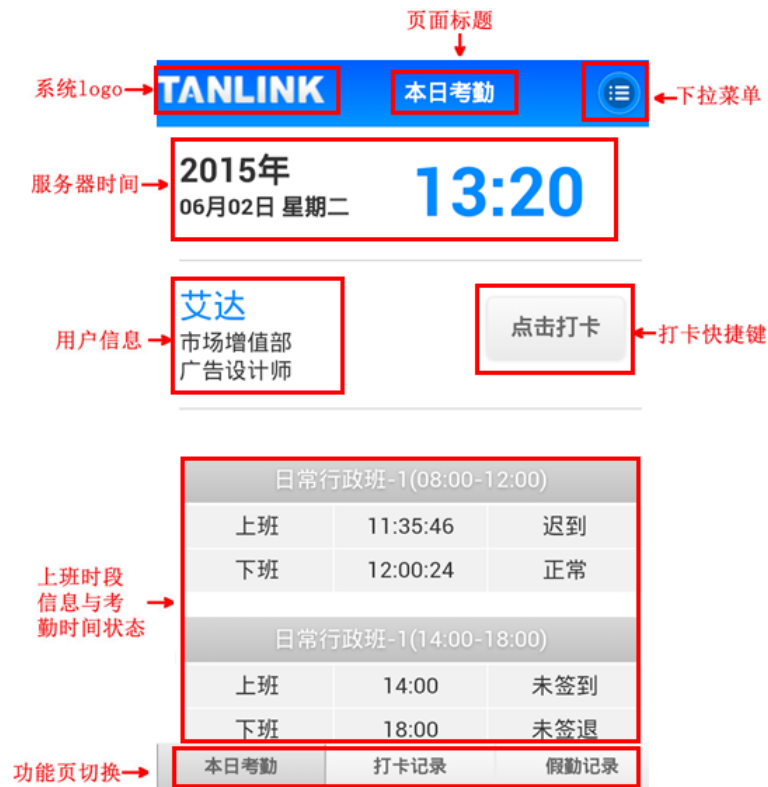 页面标题
系统logo
TANLINK
本日考勤
下拉菜单
服务器时间
2015年
06月02日 星期二
13:20
用户信息
艾达
市场增值部
广告设计师
点击打卡
打卡快捷键
日常行政班-1(08:00-12:00)
上班 11:35:46 迟到
下班 12:00:24 正常
上班时段
信息与考
勤时间状态
日常行政班-1(14:00-18:00)
上班 14:00 未签到
下班 18:00 未签退
功能页切换
本日考勤 打卡记录 假勤记录